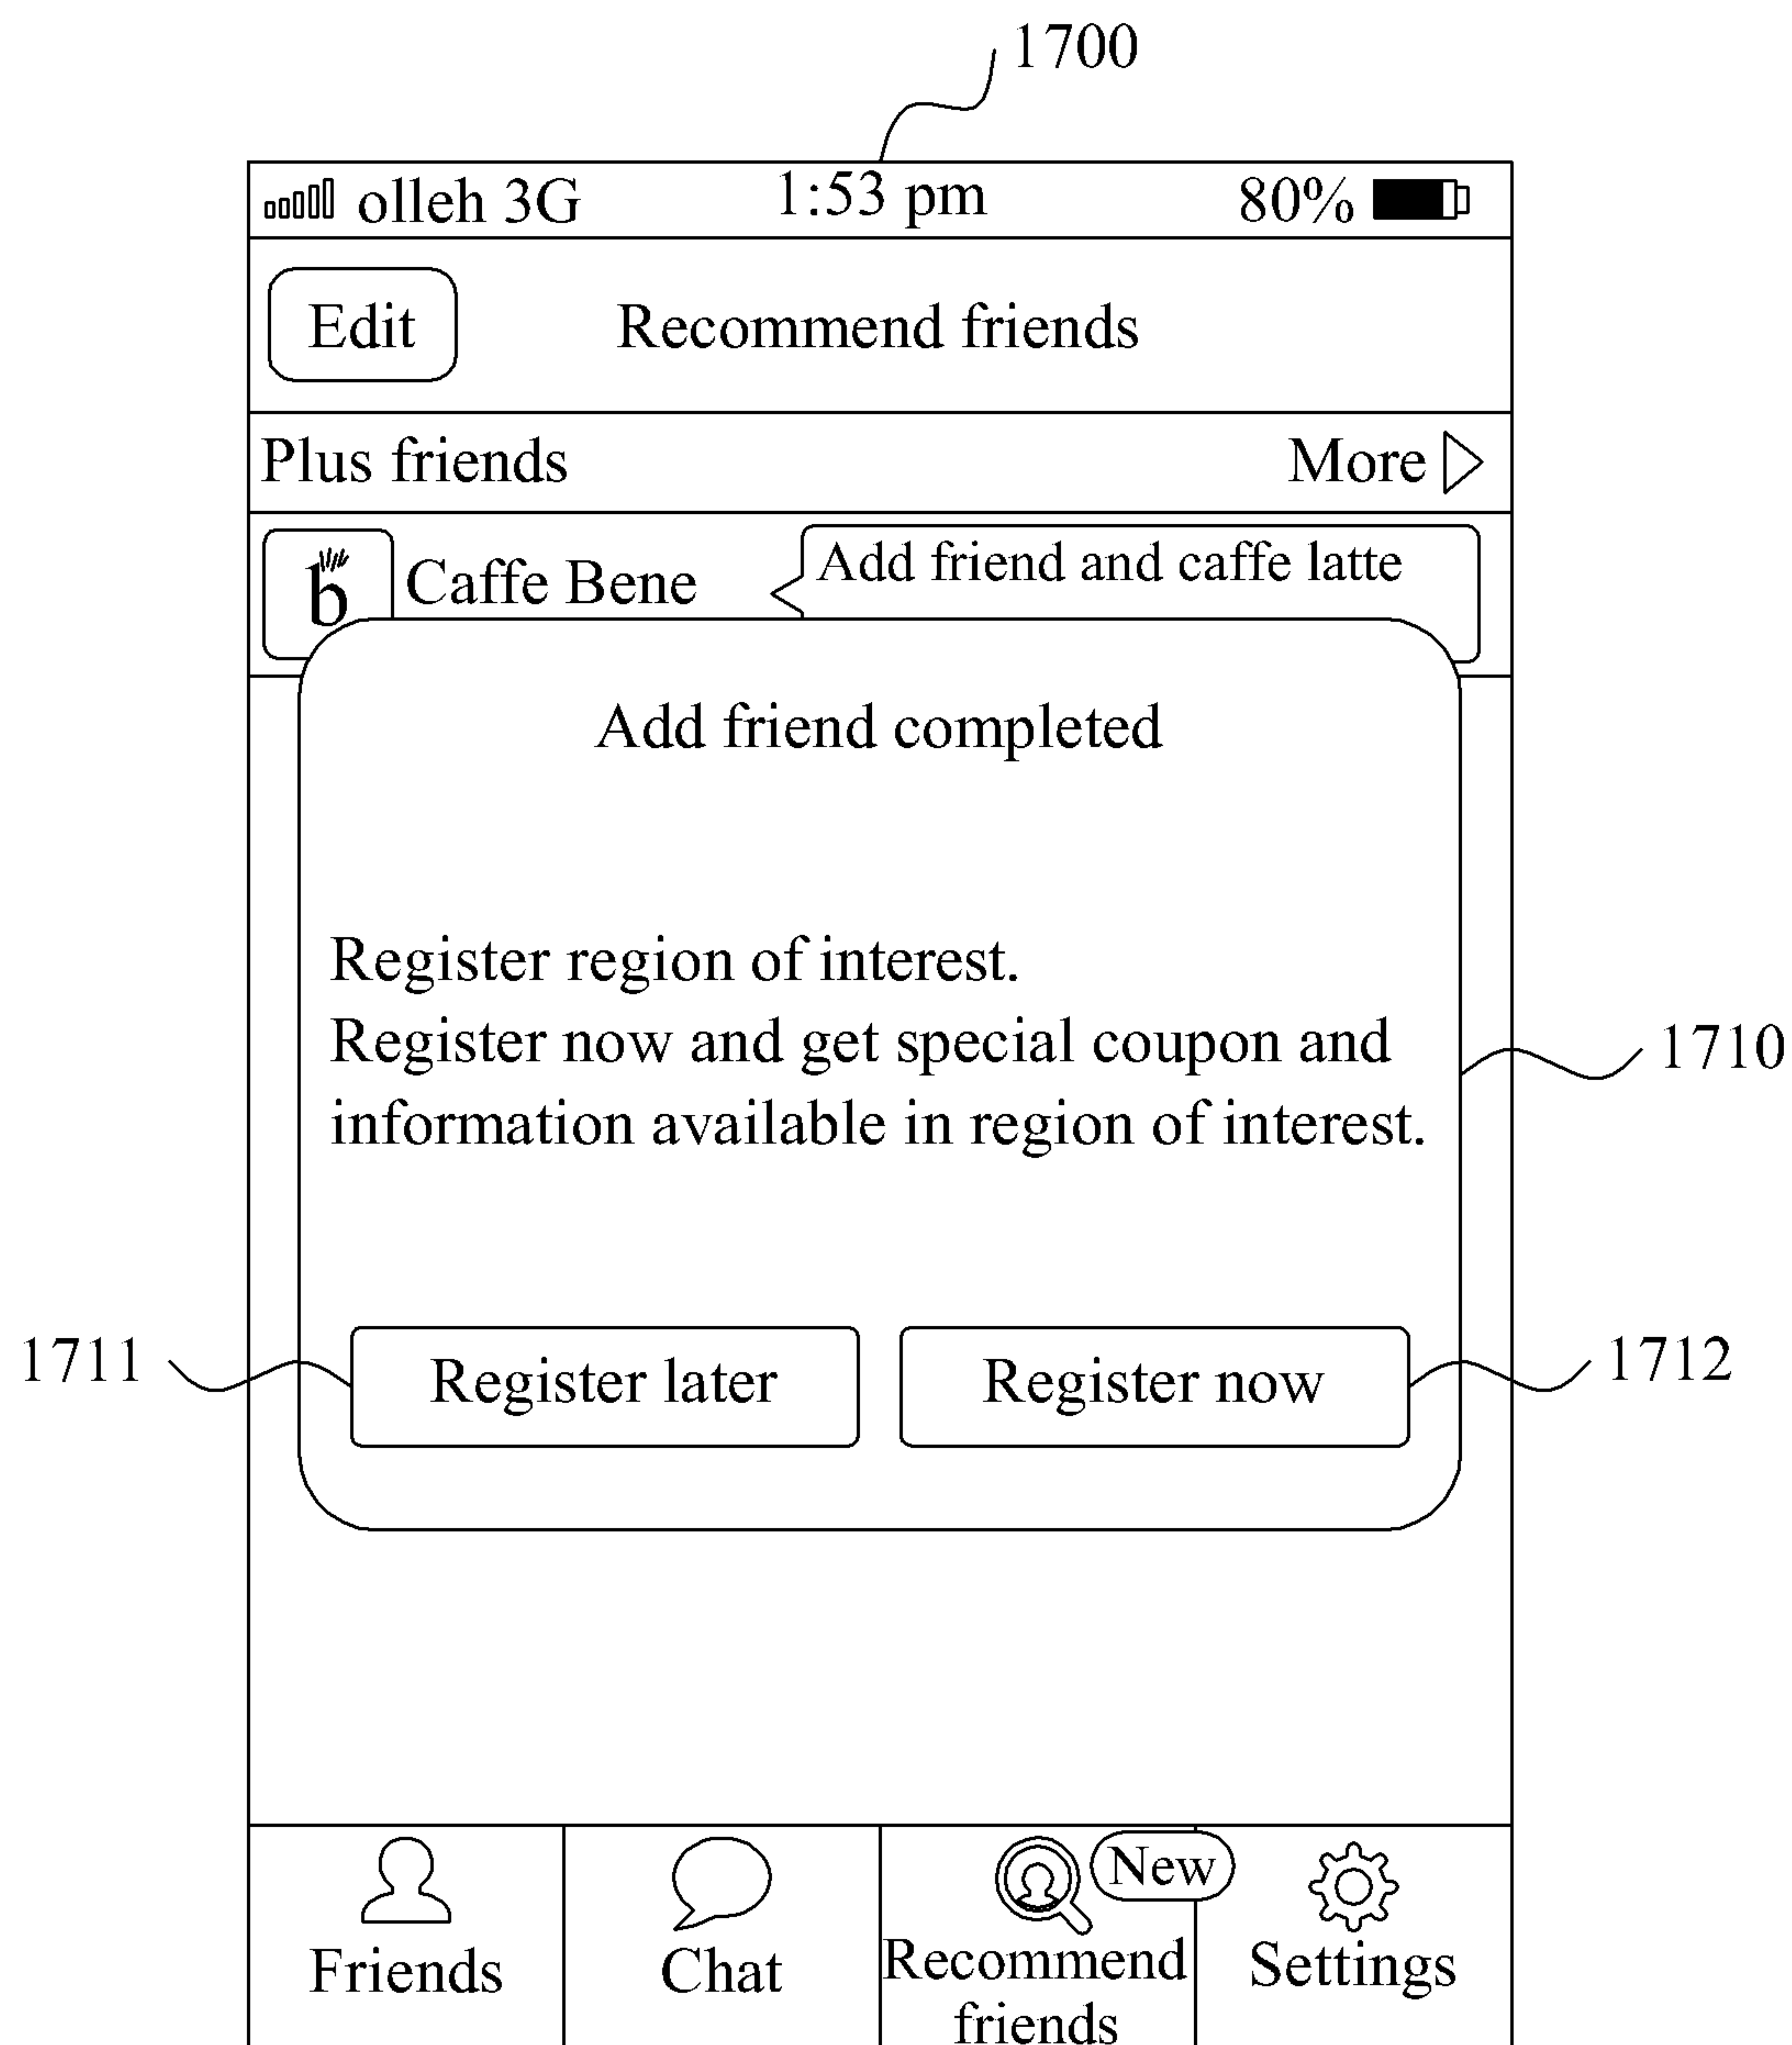 1700
olleh 3G 1:53 pm 80%
Edit Recommend friends
Plus friends More
b Caffe Bene Add friend and caffe latte
Add friend completed
Register region of interest.
Register now and get special coupon and
information available in region of interest.
1710
1711 Register later Register now 1712
New
Friends Chat Recommend friends Settings